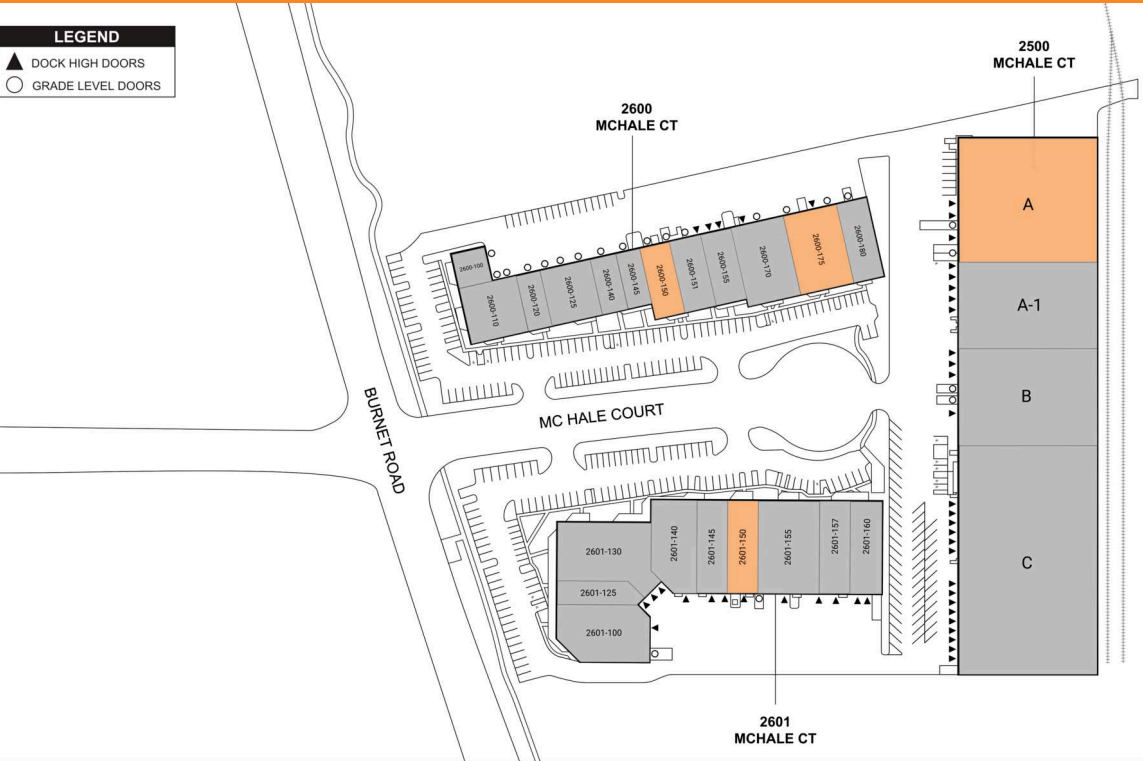 LEGEND
DOCK HIGH DOORS
GRADE LEVEL DOORS
2500
MCHALE CT
2600
MCHALE CT
A
A-1
B
C
2600-100
2600-110
2600-120
2600-125
2600-140
2600-145
2600-150
2600-151
2600-155
2600-170
2600-175
2600-180
BURNET ROAD
MC HALE COURT
2601-130
2601-125
2601-100
2601-140
2601-145
2601-150
2601-155
2601-157
2601-160
2601
MCHALE CT